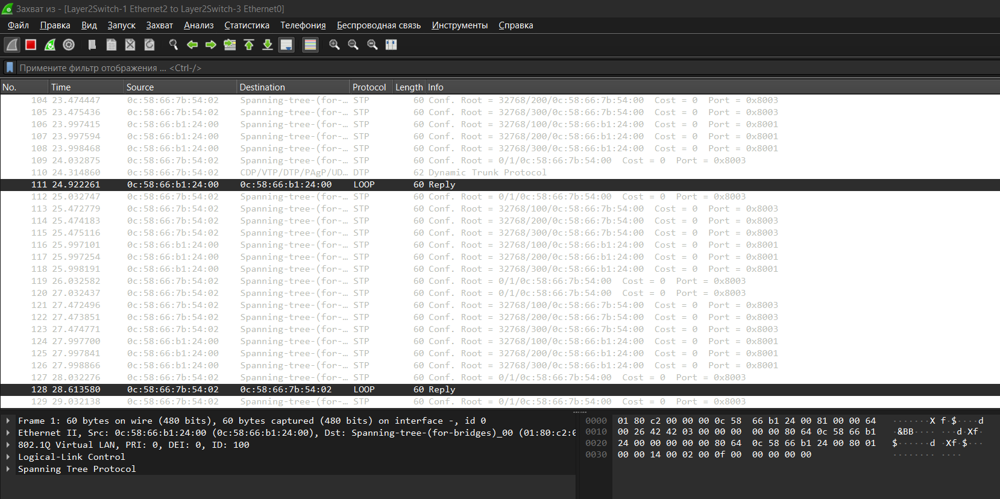 Захват из - [Layer2Switch-1 Ethernet2 to Layer2Switch-3 Ethernet0]
Файл Правка Вид Запуск Захват Анализ Статистика Телефония Беспроводная связь Инструменты Справка
Примените фильтр отображения ... <Ctrl-/>
No. Time Source Destination Protocol Length Info
104 23.474447 0c:58:66:7b:54:02 Spanning-tree-(for-… STP 60 Conf. Root = 32768/200/0c:58:66:7b:54:00 Cost = 0 Port = 0x8003
105 23.475436 0c:58:66:7b:54:02 Spanning-tree-(for-… STP 60 Conf. Root = 32768/300/0c:58:66:7b:54:00 Cost = 0 Port = 0x8003
106 23.997415 0c:58:66:b1:24:00 Spanning-tree-(for-… STP 60 Conf. Root = 32768/100/0c:58:66:b1:24:00 Cost = 0 Port = 0x8001
107 23.997594 0c:58:66:b1:24:00 Spanning-tree-(for-… STP 60 Conf. Root = 32768/200/0c:58:66:b1:24:00 Cost = 0 Port = 0x8001
108 23.998468 0c:58:66:b1:24:00 Spanning-tree-(for-… STP 60 Conf. Root = 32768/300/0c:58:66:b1:24:00 Cost = 0 Port = 0x8001
109 24.032875 0c:58:66:7b:54:02 Spanning-tree-(for-… STP 60 Conf. Root = 0/1/0c:58:66:7b:54:00 Cost = 0 Port = 0x8003
110 24.314860 0c:58:66:7b:54:02 CDP/VTP/DTP/PAgP/UD… DTP 62 Dynamic Trunk Protocol
111 24.922261 0c:58:66:b1:24:00 0c:58:66:b1:24:00 LOOP 60 Reply
112 25.032747 0c:58:66:7b:54:02 Spanning-tree-(for-… STP 60 Conf. Root = 0/1/0c:58:66:7b:54:00 Cost = 0 Port = 0x8003
113 25.472779 0c:58:66:7b:54:02 Spanning-tree-(for-… STP 60 Conf. Root = 32768/100/0c:58:66:7b:54:00 Cost = 0 Port = 0x8003
114 25.474183 0c:58:66:7b:54:02 Spanning-tree-(for-… STP 60 Conf. Root = 32768/200/0c:58:66:7b:54:00 Cost = 0 Port = 0x8003
115 25.475116 0c:58:66:7b:54:02 Spanning-tree-(for-… STP 60 Conf. Root = 32768/300/0c:58:66:7b:54:00 Cost = 0 Port = 0x8003
116 25.997101 0c:58:66:b1:24:00 Spanning-tree-(for-… STP 60 Conf. Root = 32768/100/0c:58:66:b1:24:00 Cost = 0 Port = 0x8001
117 25.997254 0c:58:66:b1:24:00 Spanning-tree-(for-… STP 60 Conf. Root = 32768/200/0c:58:66:b1:24:00 Cost = 0 Port = 0x8001
118 25.998191 0c:58:66:b1:24:00 Spanning-tree-(for-… STP 60 Conf. Root = 32768/300/0c:58:66:b1:24:00 Cost = 0 Port = 0x8001
119 26.032582 0c:58:66:7b:54:02 Spanning-tree-(for-… STP 60 Conf. Root = 0/1/0c:58:66:7b:54:00 Cost = 0 Port = 0x8003
120 27.032437 0c:58:66:7b:54:02 Spanning-tree-(for-… STP 60 Conf. Root = 0/1/0c:58:66:7b:54:00 Cost = 0 Port = 0x8003
121 27.472496 0c:58:66:7b:54:02 Spanning-tree-(for-… STP 60 Conf. Root = 32768/100/0c:58:66:7b:54:00 Cost = 0 Port = 0x8003
122 27.473851 0c:58:66:7b:54:02 Spanning-tree-(for-… STP 60 Conf. Root = 32768/200/0c:58:66:7b:54:00 Cost = 0 Port = 0x8003
123 27.474771 0c:58:66:7b:54:02 Spanning-tree-(for-… STP 60 Conf. Root = 32768/300/0c:58:66:7b:54:00 Cost = 0 Port = 0x8003
124 27.997700 0c:58:66:b1:24:00 Spanning-tree-(for-… STP 60 Conf. Root = 32768/100/0c:58:66:b1:24:00 Cost = 0 Port = 0x8001
125 27.997841 0c:58:66:b1:24:00 Spanning-tree-(for-… STP 60 Conf. Root = 32768/200/0c:58:66:b1:24:00 Cost = 0 Port = 0x8001
126 27.998866 0c:58:66:b1:24:00 Spanning-tree-(for-… STP 60 Conf. Root = 32768/300/0c:58:66:b1:24:00 Cost = 0 Port = 0x8001
127 28.032276 0c:58:66:7b:54:02 Spanning-tree-(for-… STP 60 Conf. Root = 0/1/0c:58:66:7b:54:00 Cost = 0 Port = 0x8003
128 28.613580 0c:58:66:7b:54:02 0c:58:66:7b:54:02 LOOP 60 Reply
129 29.032138 0c:58:66:7b:54:02 Spanning-tree-(for-… STP 60 Conf. Root = 0/1/0c:58:66:7b:54:00 Cost = 0 Port = 0x8003
Frame 1: 60 bytes on wire (480 bits), 60 bytes captured (480 bits) on interface -, id 0
Ethernet II, Src: 0c:58:66:b1:24:00 (0c:58:66:b1:24:00), Dst: Spanning-tree-(for-bridges)_00 (01:80:c2:0
802.1Q Virtual LAN, PRI: 0, DEI: 0, ID: 100
Logical-Link Control
Spanning Tree Protocol
0000 01 80 c2 00 00 00 0c 58 66 b1 24 00 81 00 00 64 ·······X f·$····d
0010 00 26 42 42 03 00 00 00 00 00 80 64 0c 58 66 b1 ·&BB···· ···d·Xf·
0020 24 00 00 00 00 00 80 64 0c 58 66 b1 24 00 80 01 $······d ·Xf·$···
0030 00 00 14 00 02 00 0f 00 00 00 00 00 ········ ····